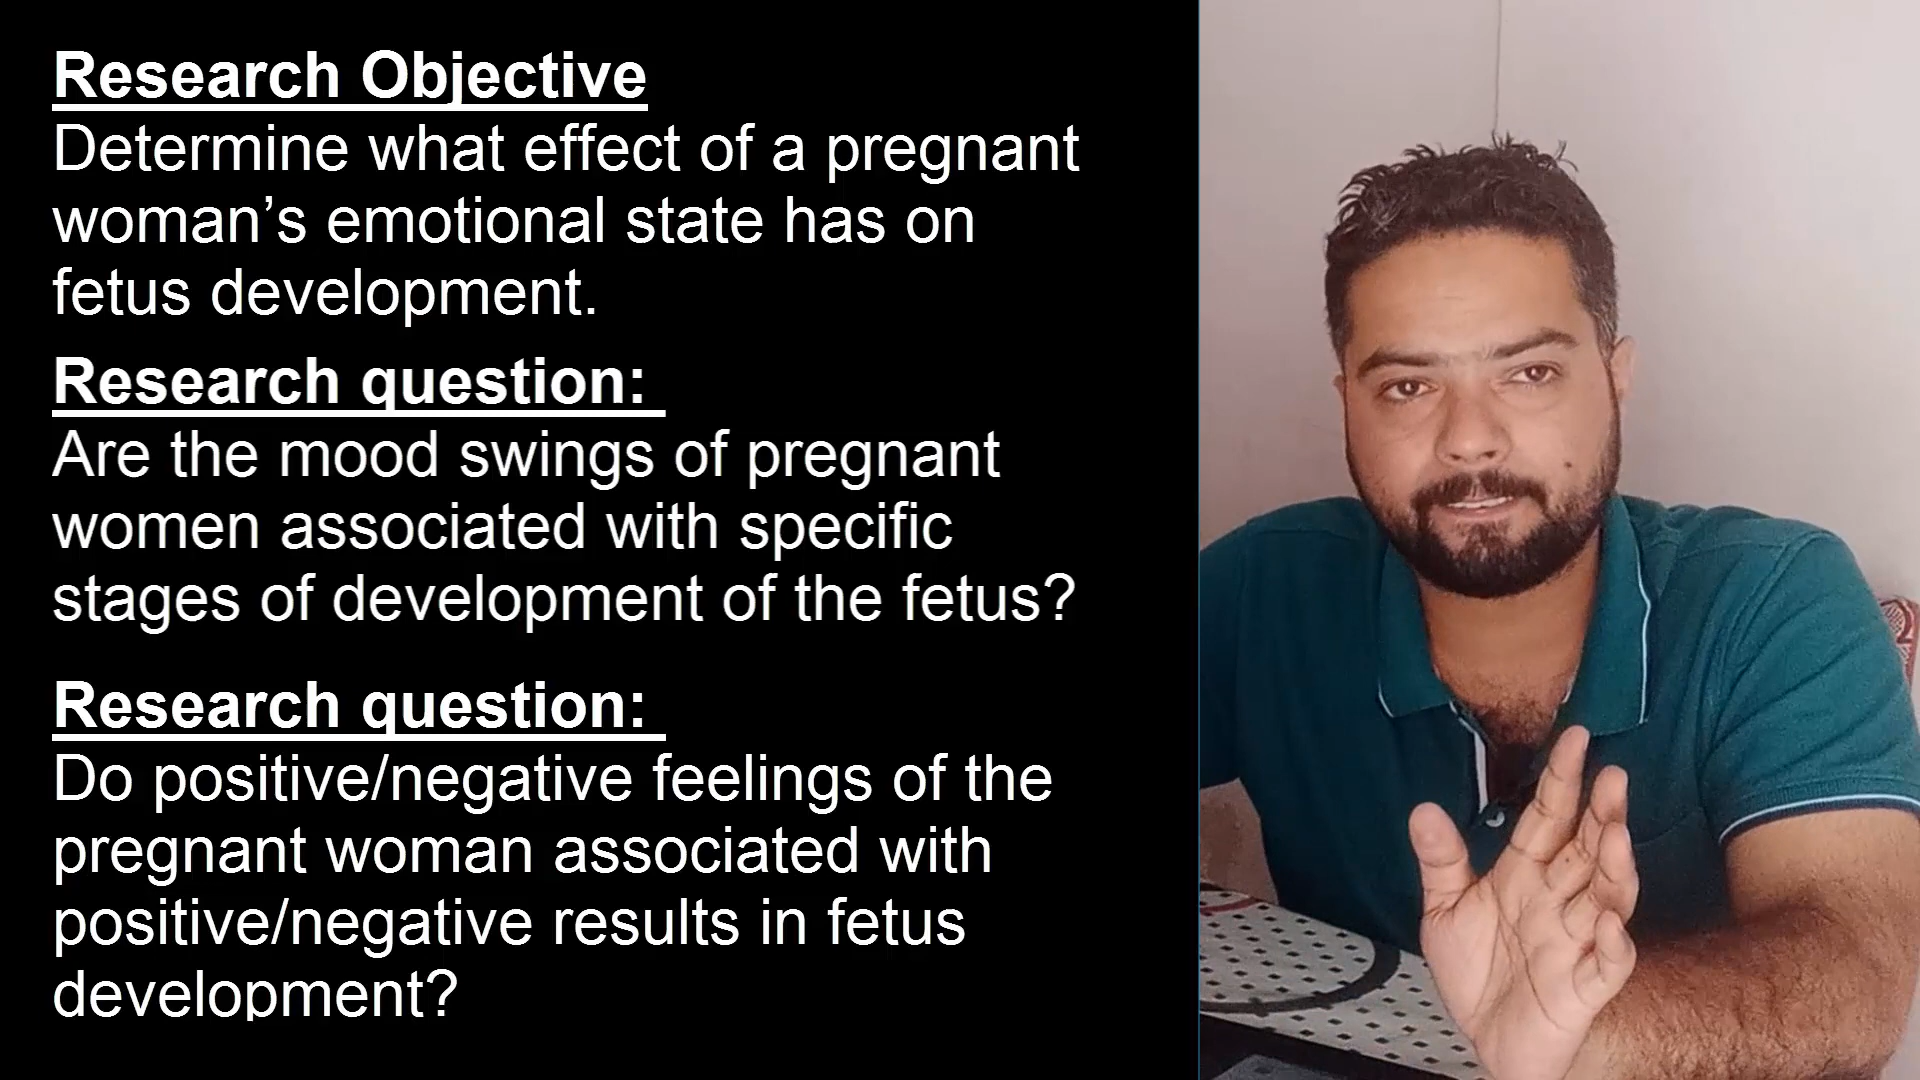 Research Objective
Determine what effect of a pregnant
woman’s emotional state has on
fetus development.
Research question:
Are the mood swings of pregnant
women associated with specific
stages of development of the fetus?
Research question:
Do positive/negative feelings of the
pregnant woman associated with
positive/negative results in fetus
development?